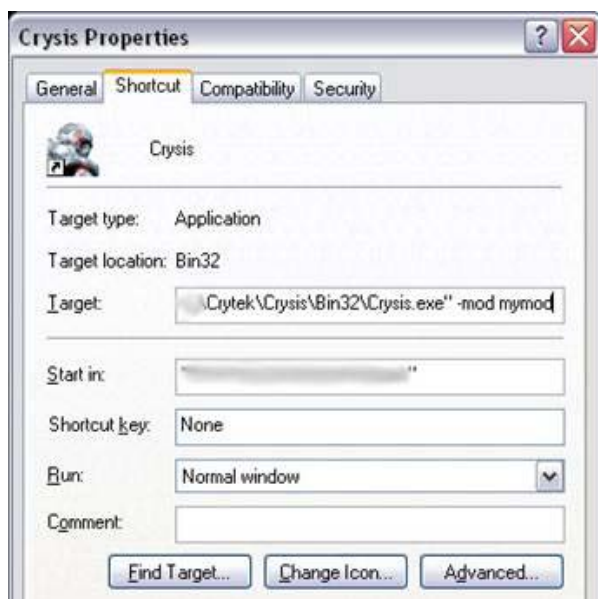 Crysis Properties
General Shortcut Compatibility Security
Crysis
Target type: Application
Target location: Bin32
Target: \Crytek\Crysis\Bin32\Crysis.exe" -mod mymod
Start in: " "
Shortcut key: None
Run: Normal window
Comment:
Find Target... Change Icon... Advanced...